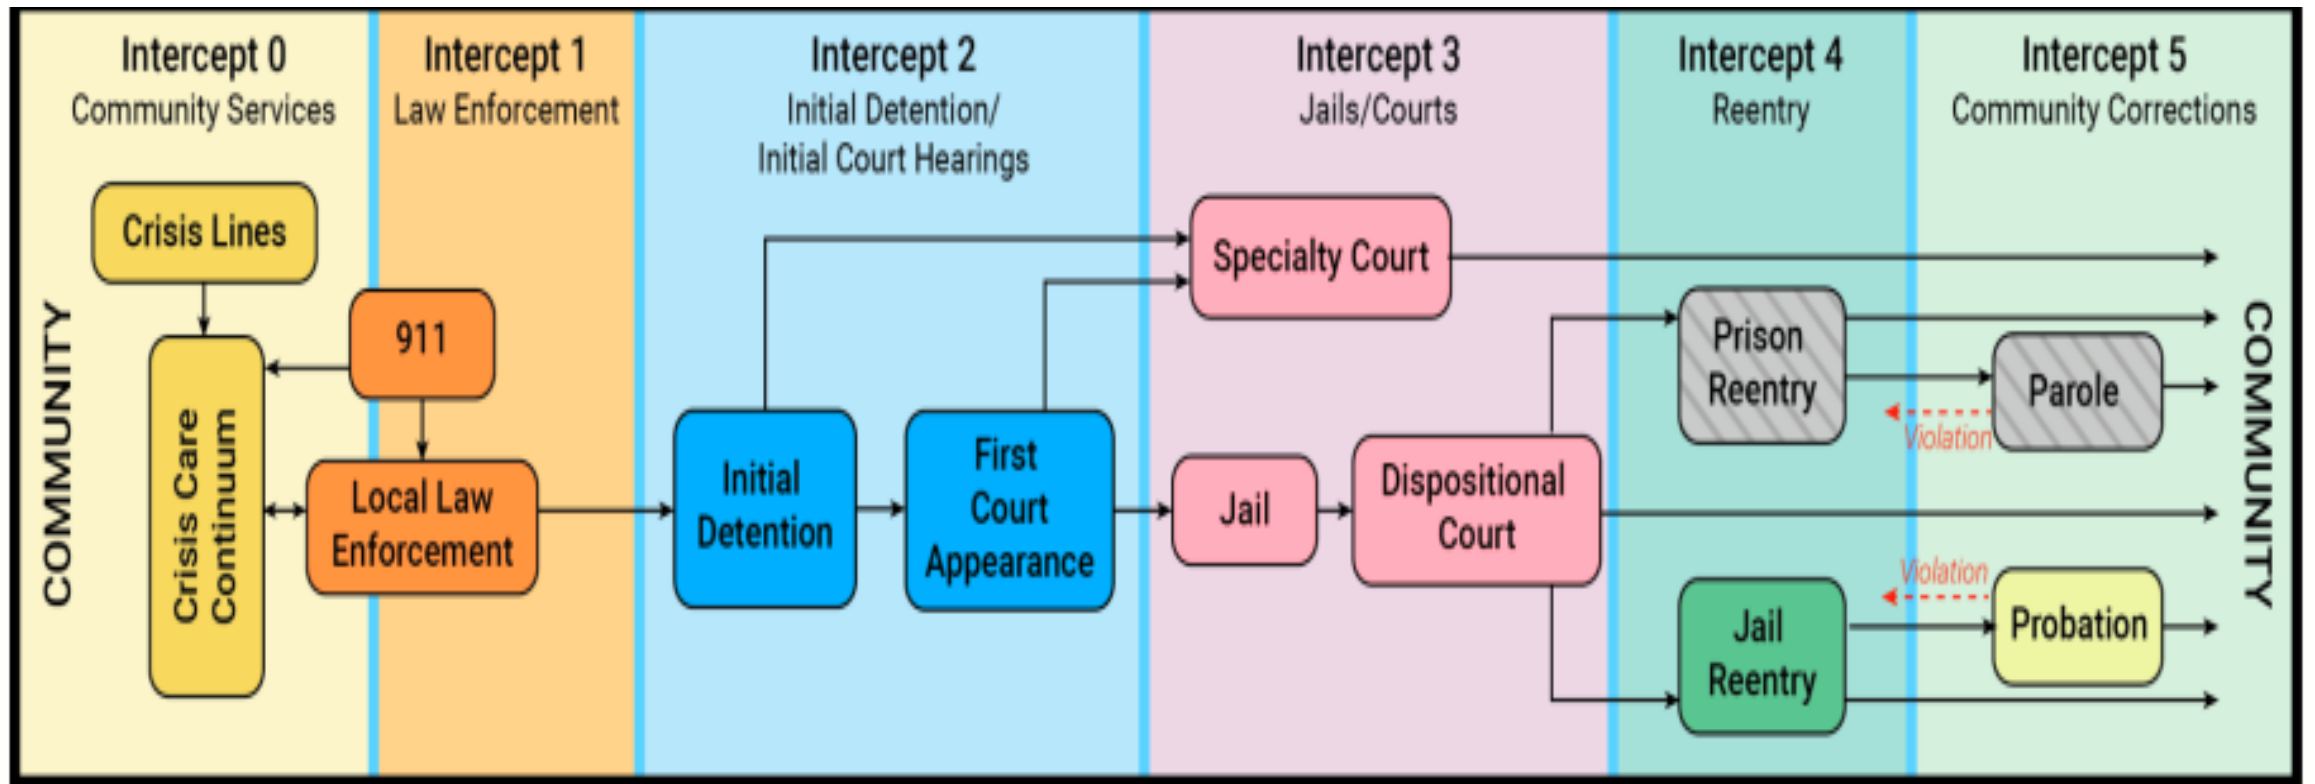 Intercept 0
Community Services
Intercept 1
Law Enforcement
Intercept 2
Initial Detention/
Initial Court Hearings
Intercept 3
Jails/Courts
Intercept 4
Reentry
Intercept 5
Community Corrections
COMMUNITY
Crisis Lines
Crisis Care
Continuum
911
Local Law
Enforcement
Initial
Detention
First
Court
Appearance
Specialty Court
Jail
Dispositional
Court
Prison
Reentry
Jail
Reentry
Violation
Parole
Violation
Probation
COMMUNITY